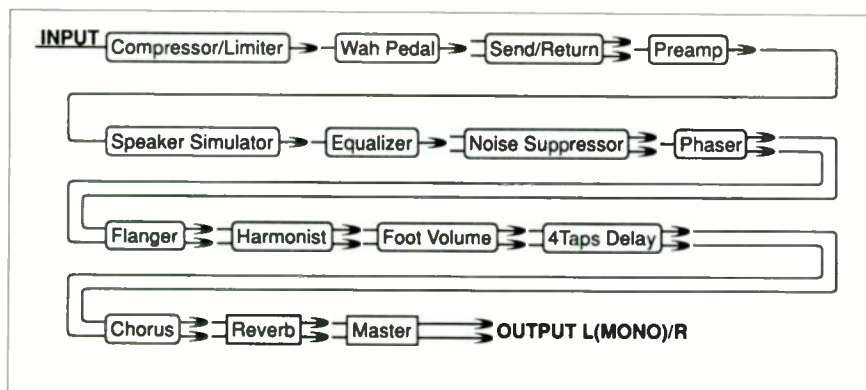 INPUT Compressor/Limiter Wah Pedal Send/Return Preamp
Speaker Simulator Equalizer Noise Suppressor Phaser
Flanger Harmonist Foot Volume 4Taps Delay
Chorus Reverb Master OUTPUT L(MONO)/R